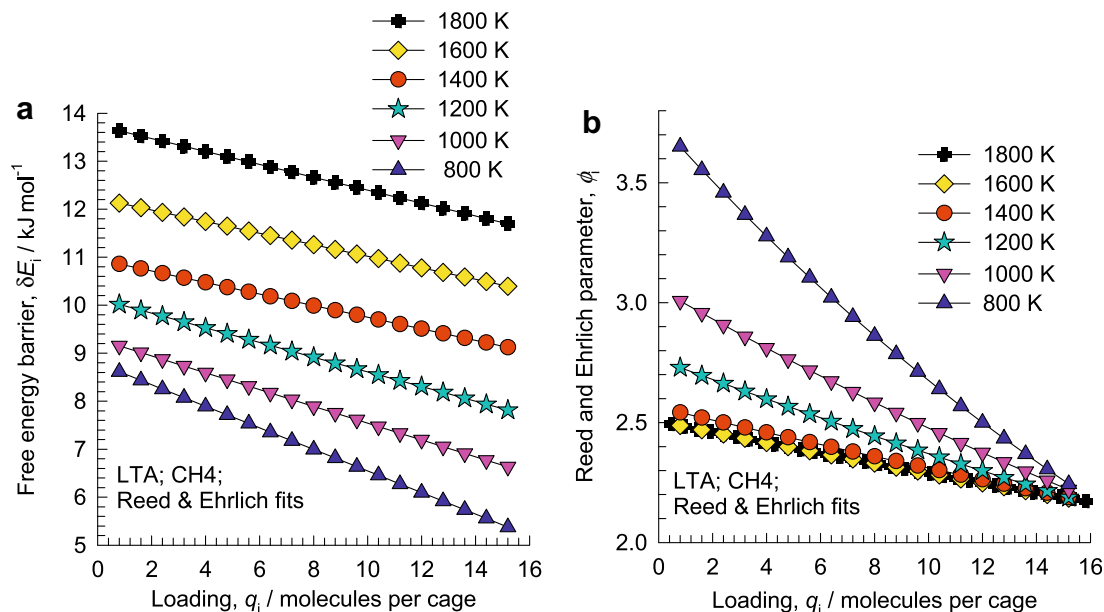 1800 K
1600 K
1400 K
1200 K
1000 K
800 K
a
14
13
12
11
10
9
8
7
6
5
Free energy barrier, δEi / kJ mol⁻¹
LTA; CH4;
Reed & Ehrlich fits
0 2 4 6 8 10 12 14 16
Loading, qi / molecules per cage
b
1800 K
1600 K
1400 K
1200 K
1000 K
800 K
3.5
3.0
2.5
2.0
Reed and Ehrlich parameter, ϕi
LTA; CH4;
Reed & Ehrlich fits
0 2 4 6 8 10 12 14 16
Loading, qi / molecules per cage